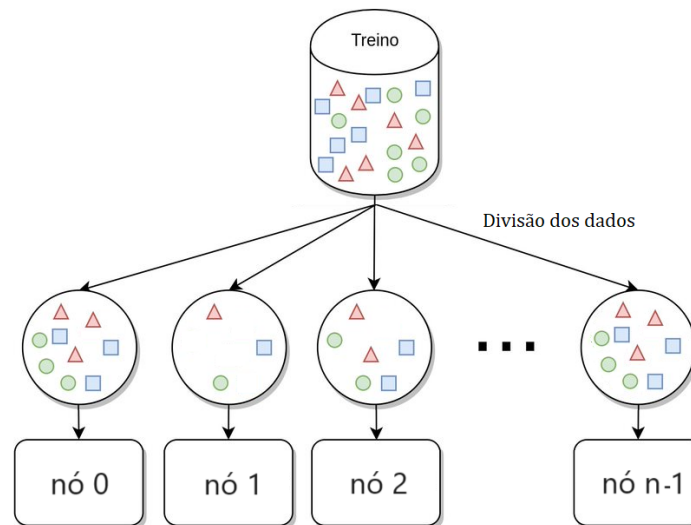 Treino
Divisão dos dados
nó 0
nó 1
nó 2
nó n-1